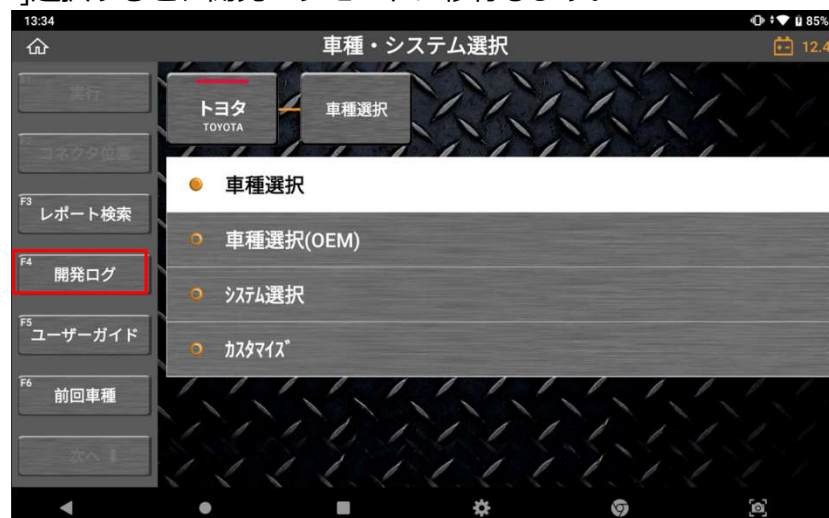 13:34
85%
車種・システム選択
12.4
トヨタ
TOYOTA
車種選択
実行
コネクタ位置
F3
レポート検索
F4
開発ログ
F5
ユーザーガイド
F6
前回車種
次へ
車種選択
車種選択(OEM)
ｼｽﾃﾑ選択
ｶｽﾀﾏｲｽﾞ